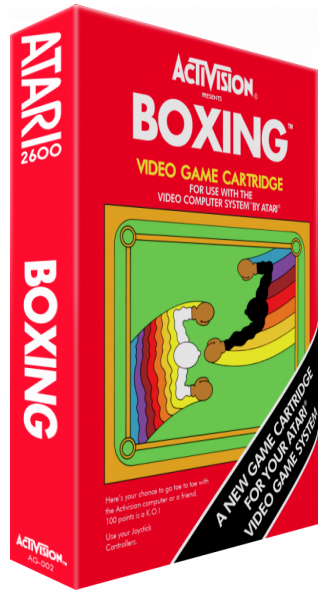 ATARI
2600
BOXING
ACTIVISION™
AG-002
ACTIVISION®
PRESENTS
BOXING™
VIDEO GAME CARTRIDGE
FOR USE WITH THE
VIDEO COMPUTER SYSTEM™ BY ATARI®
Here's your chance to go toe to toe with
the Activision computer or a friend.
100 points is a K.O.!
Use your Joystick
Controllers.
A NEW GAME CARTRIDGE
FOR YOUR ATARI®
VIDEO GAME SYSTEM